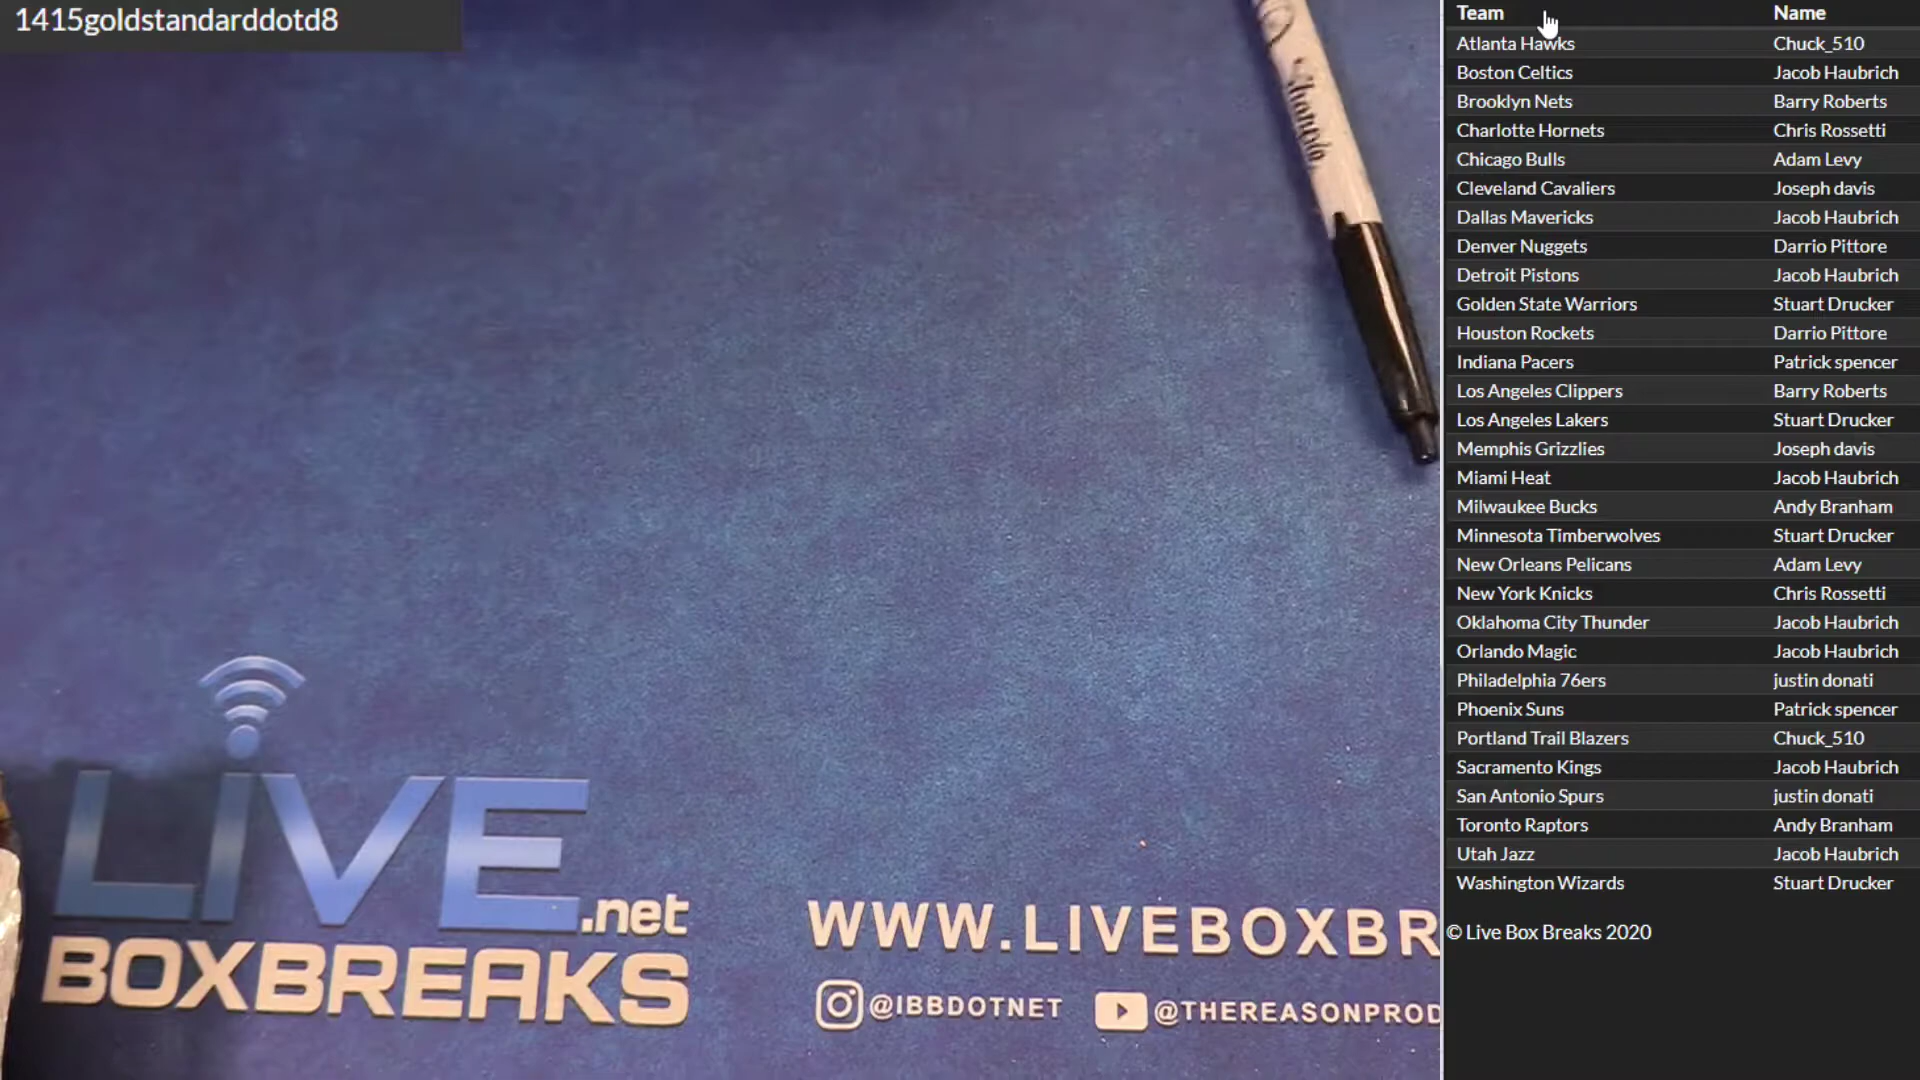 1415goldstandarddotd8
Team Name
Atlanta Hawks Chuck_510
Boston Celtics Jacob Haubrich
Brooklyn Nets Barry Roberts
Charlotte Hornets Chris Rossetti
Chicago Bulls Adam Levy
Cleveland Cavaliers Joseph davis
Dallas Mavericks Jacob Haubrich
Denver Nuggets Darrio Pittore
Detroit Pistons Jacob Haubrich
Golden State Warriors Stuart Drucker
Houston Rockets Darrio Pittore
Indiana Pacers Patrick spencer
Los Angeles Clippers Barry Roberts
Los Angeles Lakers Stuart Drucker
Memphis Grizzlies Joseph davis
Miami Heat Jacob Haubrich
Milwaukee Bucks Andy Branham
Minnesota Timberwolves Stuart Drucker
New Orleans Pelicans Adam Levy
New York Knicks Chris Rossetti
Oklahoma City Thunder Jacob Haubrich
Orlando Magic Jacob Haubrich
Philadelphia 76ers justin donati
Phoenix Suns Patrick spencer
Portland Trail Blazers Chuck_510
Sacramento Kings Jacob Haubrich
San Antonio Spurs justin donati
Toronto Raptors Andy Branham
Utah Jazz Jacob Haubrich
Washington Wizards Stuart Drucker
© Live Box Breaks 2020
Sharpie
LIVE.net
BOXBREAKS
WWW.LIVEBOXBR
@IBBDOTNET @THEREASONPROD